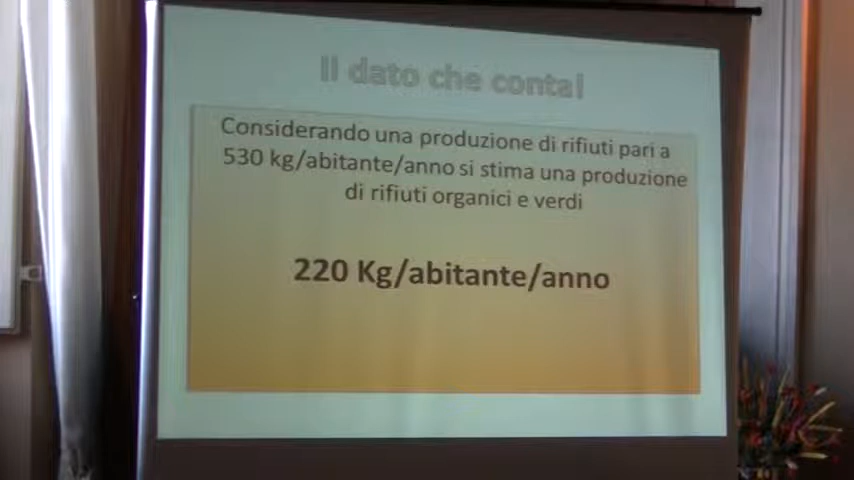 Il dato che conta!
Considerando una produzione di rifiuti pari a
530 kg/abitante/anno si stima una produzione
di rifiuti organici e verdi
220 Kg/abitante/anno